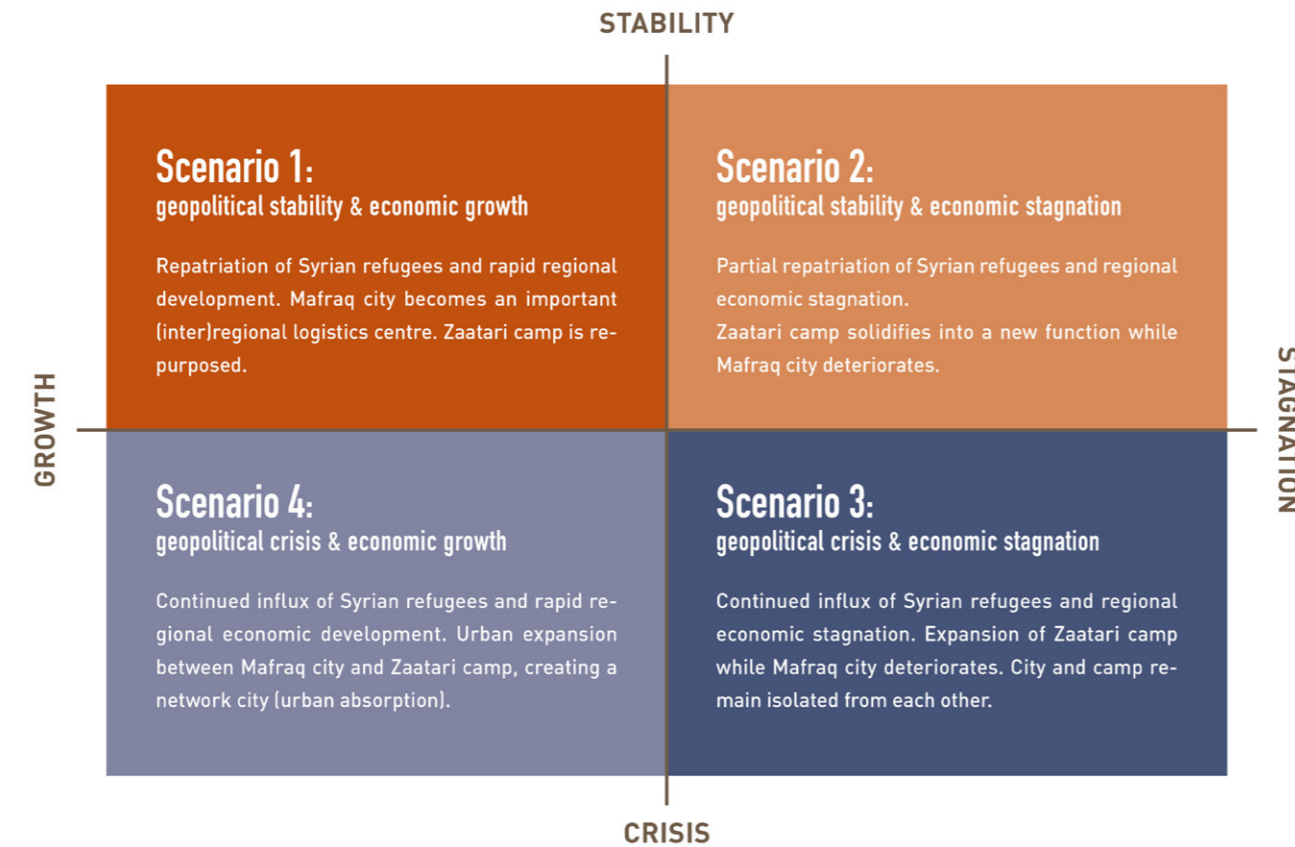 STABILITY
Scenario 1:
geopolitical stability & economic growth
Repatriation of Syrian refugees and rapid regional
development. Mafraq city becomes an important
(inter)regional logistics centre. Zaatari camp is re-
purposed.
Scenario 2:
geopolitical stability & economic stagnation
Partial repatriation of Syrian refugees and regional
economic stagnation.
Zaatari camp solidifies into a new function while
Mafraq city deteriorates.
GROWTH
STAGNATION
Scenario 4:
geopolitical crisis & economic growth
Continued influx of Syrian refugees and rapid re-
gional economic development. Urban expansion
between Mafraq city and Zaatari camp, creating a
network city (urban absorption).
Scenario 3:
geopolitical crisis & economic stagnation
Continued influx of Syrian refugees and regional
economic stagnation. Expansion of Zaatari camp
while Mafraq city deteriorates. City and camp re-
main isolated from each other.
CRISIS